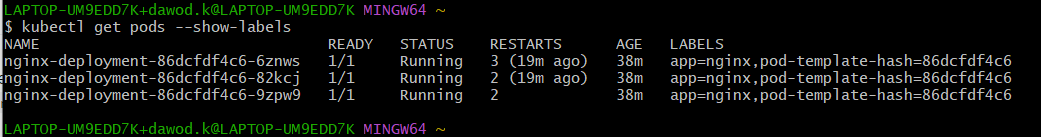 LAPTOP-UM9EDD7K+dawod.k@LAPTOP-UM9EDD7K MINGW64 ~
$ kubectl get pods --show-labels
NAME READY STATUS RESTARTS AGE LABELS
nginx-deployment-86dcfdf4c6-6znws 1/1 Running 3 (19m ago) 38m app=nginx,pod-template-hash=86dcfdf4c6
nginx-deployment-86dcfdf4c6-82kcj 1/1 Running 2 (19m ago) 38m app=nginx,pod-template-hash=86dcfdf4c6
nginx-deployment-86dcfdf4c6-9zpw9 1/1 Running 2 38m app=nginx,pod-template-hash=86dcfdf4c6
LAPTOP-UM9EDD7K+dawod.k@LAPTOP-UM9EDD7K MINGW64 ~